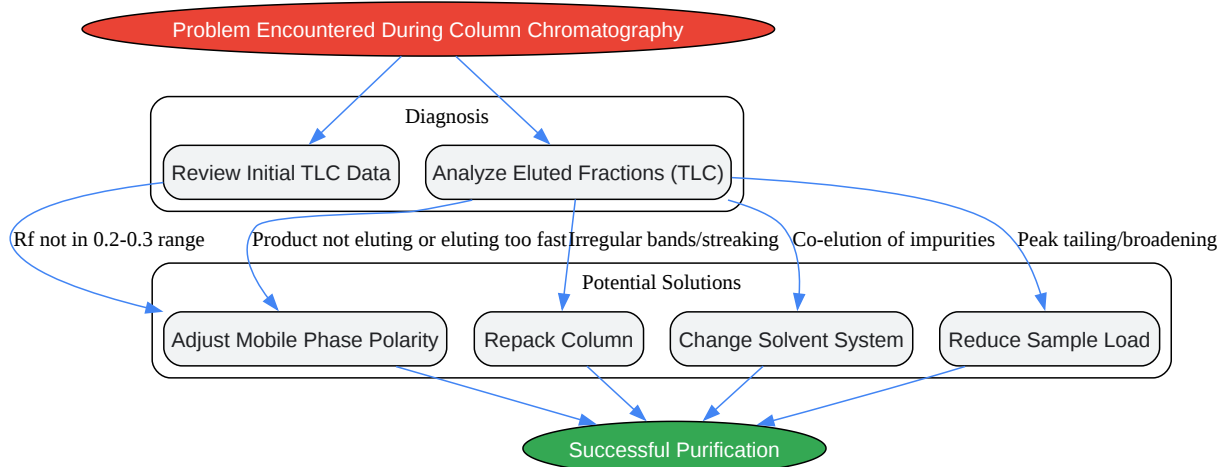 Problem Encountered During Column Chromatography
Diagnosis
Review Initial TLC Data
Analyze Eluted Fractions (TLC)
Rf not in 0.2-0.3 range
Product not eluting or eluting too fast
Irregular bands/streaking
Co-elution of impurities
Peak tailing/broadening
Potential Solutions
Adjust Mobile Phase Polarity
Repack Column
Change Solvent System
Reduce Sample Load
Successful Purification